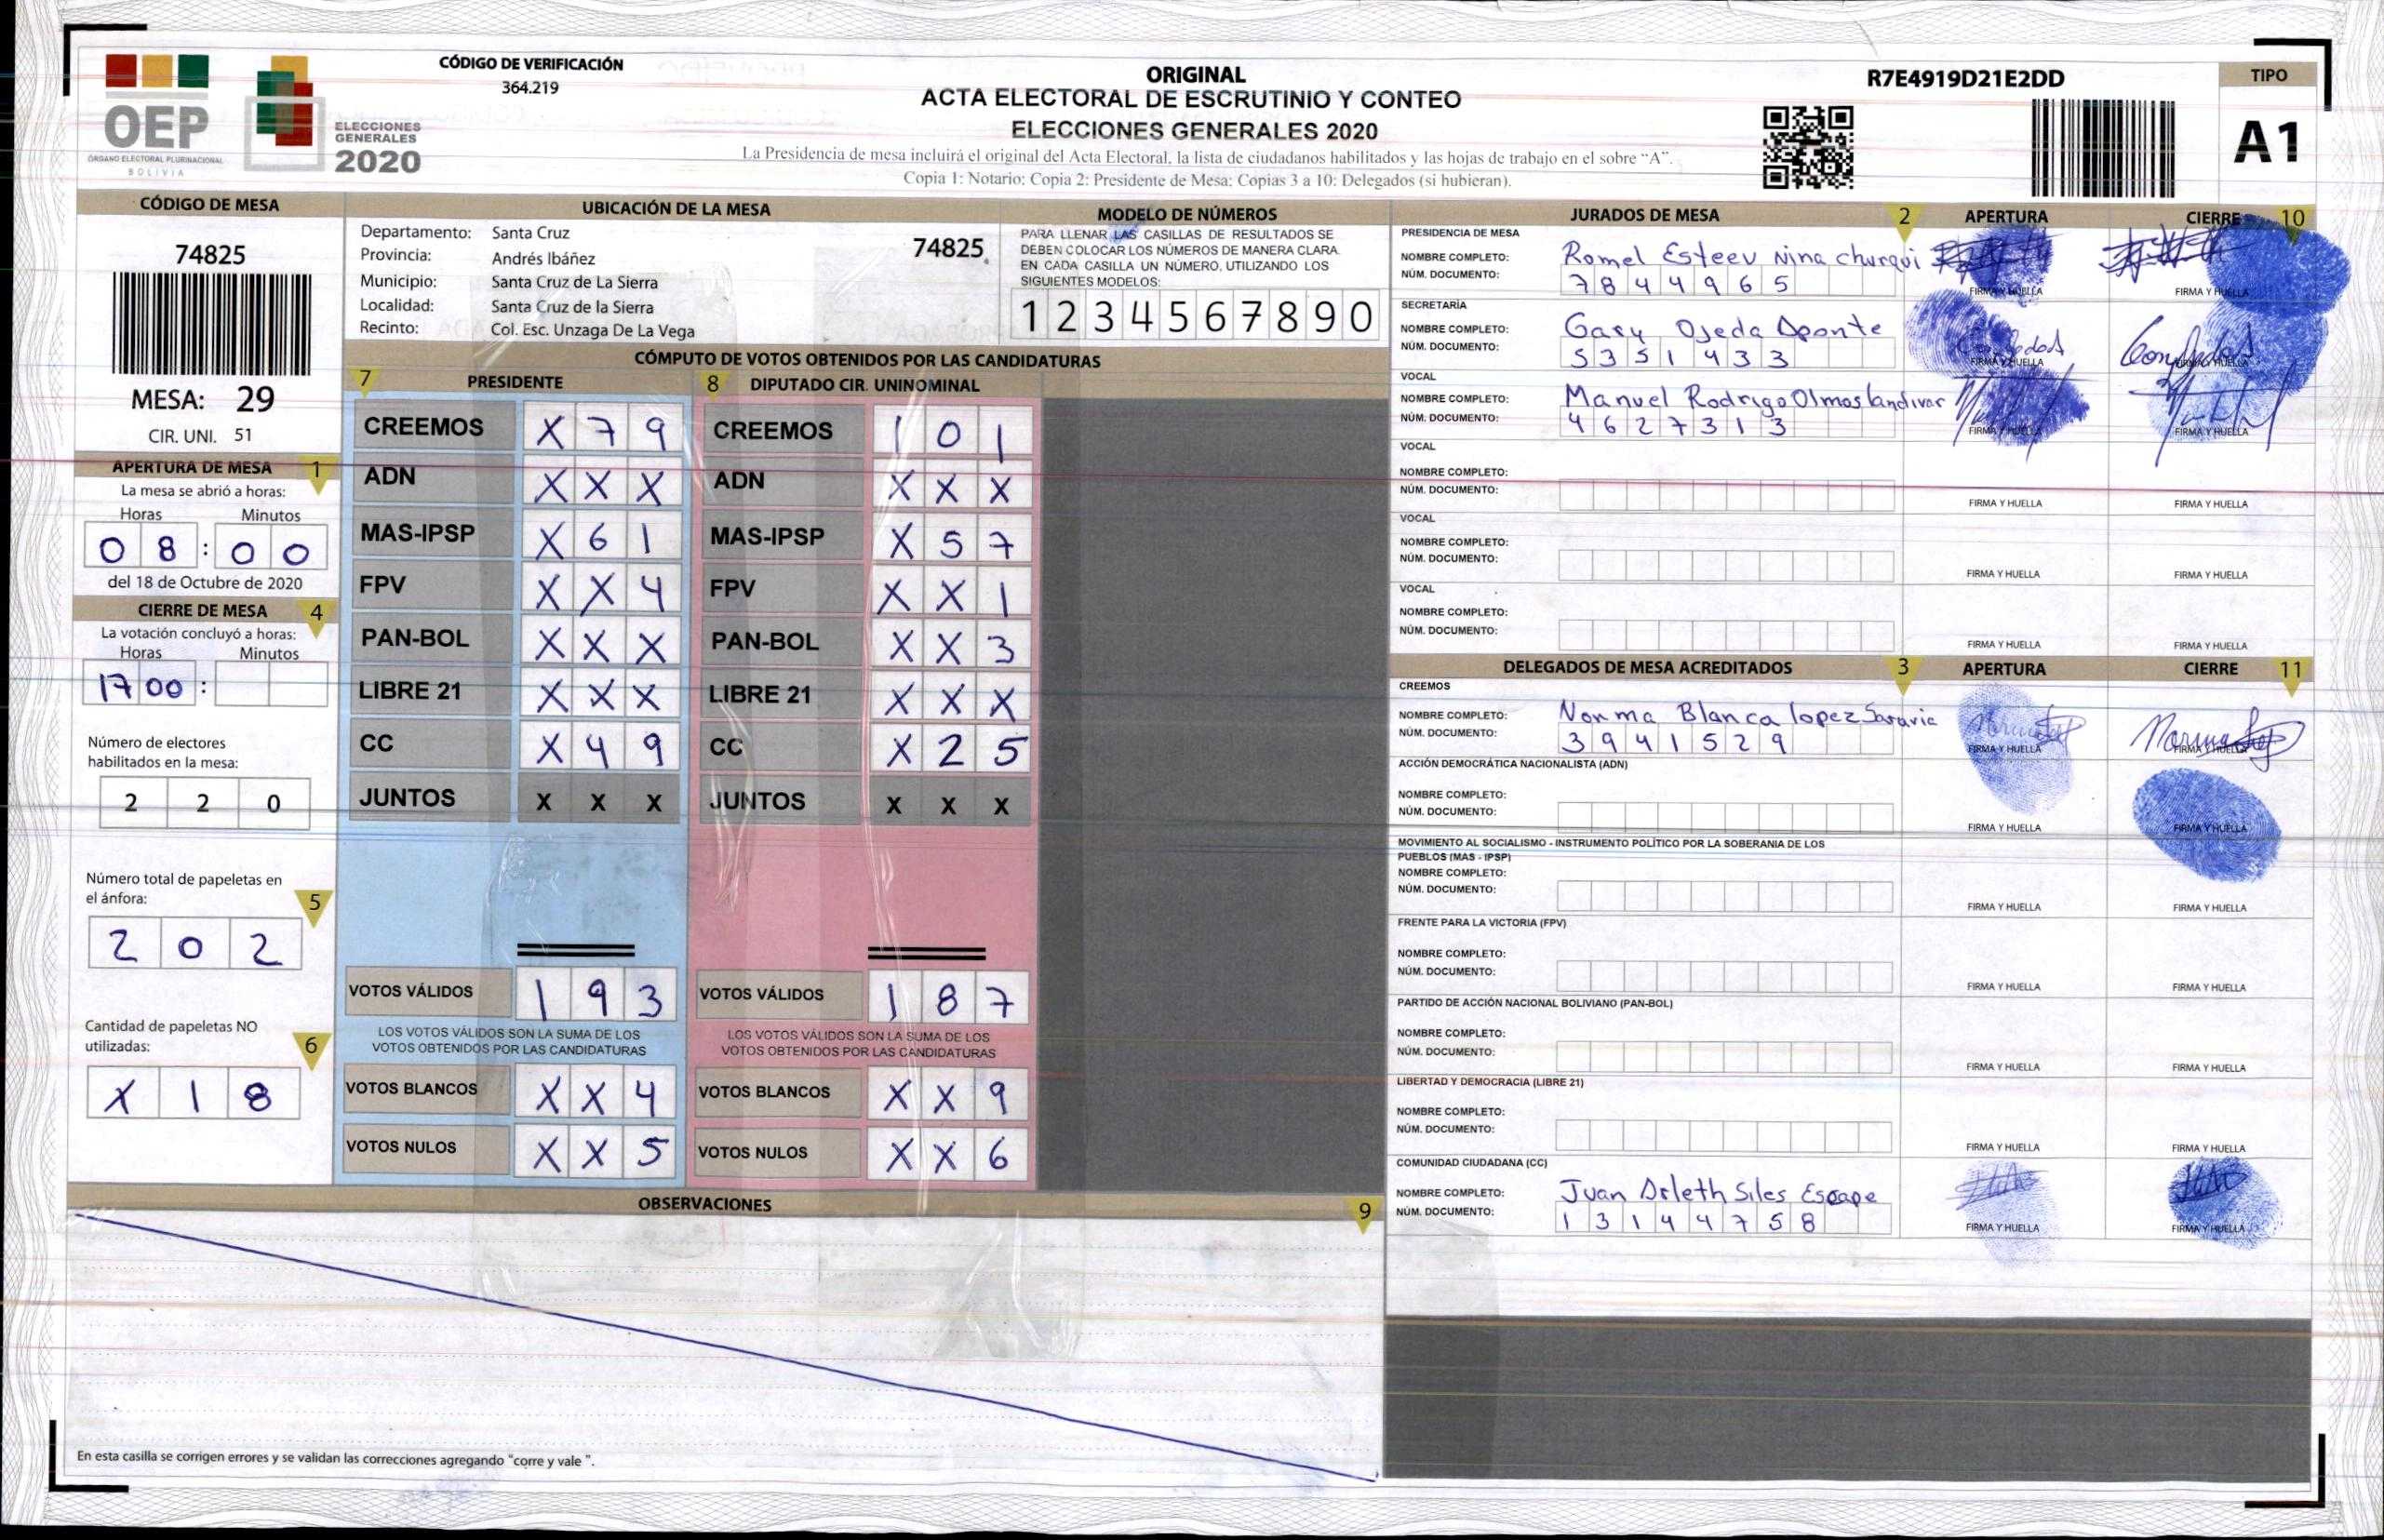 OEP
ÓRGANO ELECTORAL PLURINACIONAL
BOLIVIA
ELECCIONES
GENERALES
2020
CÓDIGO DE VERIFICACIÓN
364.219
ORIGINAL
ACTA ELECTORAL DE ESCRUTINIO Y CONTEO
ELECCIONES GENERALES 2020
La Presidencia de mesa incluirá el original del Acta Electoral, la lista de ciudadanos habilitados y las hojas de trabajo en el sobre "A".
Copia 1: Notario; Copia 2: Presidente de Mesa; Copias 3 a 10: Delegados (si hubieran).
R7E4919D21E2DD
TIPO
A1
CÓDIGO DE MESA
74825
MESA: 29
CIR. UNI. 51
APERTURA DE MESA 1
La mesa se abrió a horas:
Horas Minutos
0 8 : 0 0
del 18 de Octubre de 2020
CIERRE DE MESA 4
La votación concluyó a horas:
Horas Minutos
17 00 :
Número de electores
habilitados en la mesa:
2 2 0
Número total de papeletas en
el ánfora: 5
2 0 2
Cantidad de papeletas NO
utilizadas: 6
X 1 8
UBICACIÓN DE LA MESA
Departamento: Santa Cruz
74825
Provincia: Andrés Ibáñez
Municipio: Santa Cruz de La Sierra
Localidad: Santa Cruz de la Sierra
Recinto: Col. Esc. Unzaga De La Vega
MODELO DE NÚMEROS
PARA LLENAR LAS CASILLAS DE RESULTADOS SE
DEBEN COLOCAR LOS NÚMEROS DE MANERA CLARA.
EN CADA CASILLA UN NÚMERO, UTILIZANDO LOS
SIGUIENTES MODELOS:
1 2 3 4 5 6 7 8 9 0
CÓMPUTO DE VOTOS OBTENIDOS POR LAS CANDIDATURAS
7 PRESIDENTE
CREEMOS X 7 9
ADN X X X
MAS-IPSP X 6 1
FPV X X 4
PAN-BOL X X X
LIBRE 21 X X X
CC X 4 9
JUNTOS X X X
VOTOS VÁLIDOS 1 9 3
LOS VOTOS VÁLIDOS SON LA SUMA DE LOS
VOTOS OBTENIDOS POR LAS CANDIDATURAS
VOTOS BLANCOS X X 4
VOTOS NULOS X X 5
8 DIPUTADO CIR. UNINOMINAL
CREEMOS 1 0 1
ADN X X X
MAS-IPSP X 5 7
FPV X X 1
PAN-BOL X X 3
LIBRE 21 X X X
CC X 2 5
JUNTOS X X X
VOTOS VÁLIDOS 1 8 7
LOS VOTOS VÁLIDOS SON LA SUMA DE LOS
VOTOS OBTENIDOS POR LAS CANDIDATURAS
VOTOS BLANCOS X X 9
VOTOS NULOS X X 6
OBSERVACIONES 9
En esta casilla se corrigen errores y se validan las correcciones agregando "corre y vale ".
JURADOS DE MESA 2 APERTURA CIERRE 10
PRESIDENCIA DE MESA
NOMBRE COMPLETO: Romel Esteev Nina churqui
NÚM. DOCUMENTO: 7 8 4 4 9 6 5
FIRMA Y HUELLA FIRMA Y HUELLA
SECRETARÍA
NOMBRE COMPLETO: Gary Ojeda Aponte
NÚM. DOCUMENTO: 5 3 5 1 4 3 3
FIRMA Y HUELLA FIRMA Y HUELLA
VOCAL
NOMBRE COMPLETO: Manuel Rodrigo Olmos Landivar
NÚM. DOCUMENTO: 4 6 2 7 3 1 3
FIRMA Y HUELLA FIRMA Y HUELLA
VOCAL
NOMBRE COMPLETO:
NÚM. DOCUMENTO:
FIRMA Y HUELLA FIRMA Y HUELLA
VOCAL
NOMBRE COMPLETO:
NÚM. DOCUMENTO:
FIRMA Y HUELLA FIRMA Y HUELLA
VOCAL
NOMBRE COMPLETO:
NÚM. DOCUMENTO:
FIRMA Y HUELLA FIRMA Y HUELLA
DELEGADOS DE MESA ACREDITADOS 3 APERTURA CIERRE 11
CREEMOS
NOMBRE COMPLETO: Norma Blanca lopez Saravia
NÚM. DOCUMENTO: 3 9 4 1 5 2 9
FIRMA Y HUELLA FIRMA Y HUELLA
ACCIÓN DEMOCRÁTICA NACIONALISTA (ADN)
NOMBRE COMPLETO:
NÚM. DOCUMENTO:
FIRMA Y HUELLA FIRMA Y HUELLA
MOVIMIENTO AL SOCIALISMO - INSTRUMENTO POLÍTICO POR LA SOBERANIA DE LOS
PUEBLOS (MAS - IPSP)
NOMBRE COMPLETO:
NÚM. DOCUMENTO:
FIRMA Y HUELLA FIRMA Y HUELLA
FRENTE PARA LA VICTORIA (FPV)
NOMBRE COMPLETO:
NÚM. DOCUMENTO:
FIRMA Y HUELLA FIRMA Y HUELLA
PARTIDO DE ACCIÓN NACIONAL BOLIVIANO (PAN-BOL)
NOMBRE COMPLETO:
NÚM. DOCUMENTO:
FIRMA Y HUELLA FIRMA Y HUELLA
LIBERTAD Y DEMOCRACIA (LIBRE 21)
NOMBRE COMPLETO:
NÚM. DOCUMENTO:
FIRMA Y HUELLA FIRMA Y HUELLA
COMUNIDAD CIUDADANA (CC)
NOMBRE COMPLETO: Juan Arleth Siles
NÚM. DOCUMENTO: 1 3 1 4 4 7 5 8
FIRMA Y HUELLA FIRMA Y HUELLA